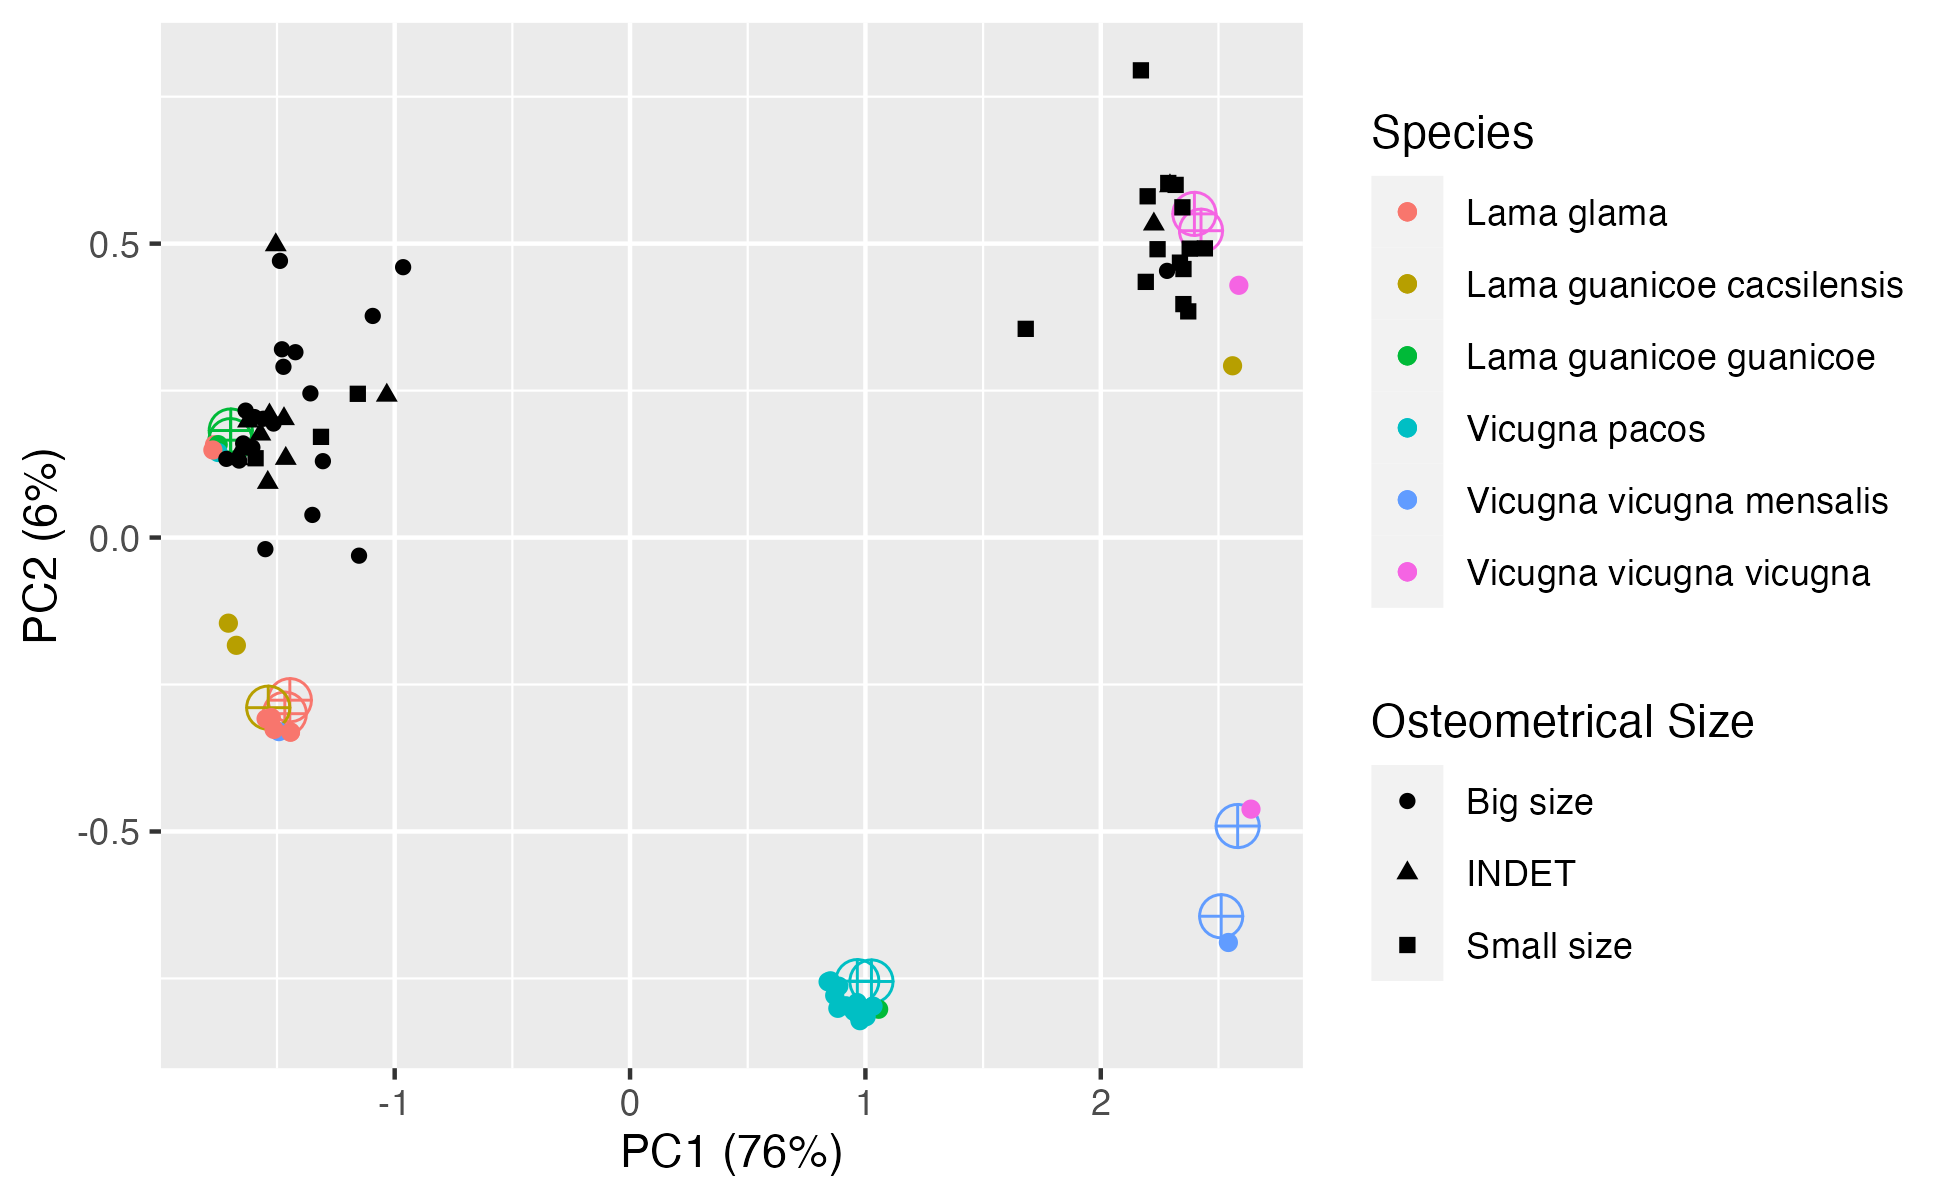 0.5
0.0
-0.5
PC2 (6%)
-1
0
1
2
PC1 (76%)
Species
Lama glama
Lama guanicoe cacsilensis
Lama guanicoe guanicoe
Vicugna pacos
Vicugna vicugna mensalis
Vicugna vicugna vicugna
Osteometrical Size
Big size
INDET
Small size